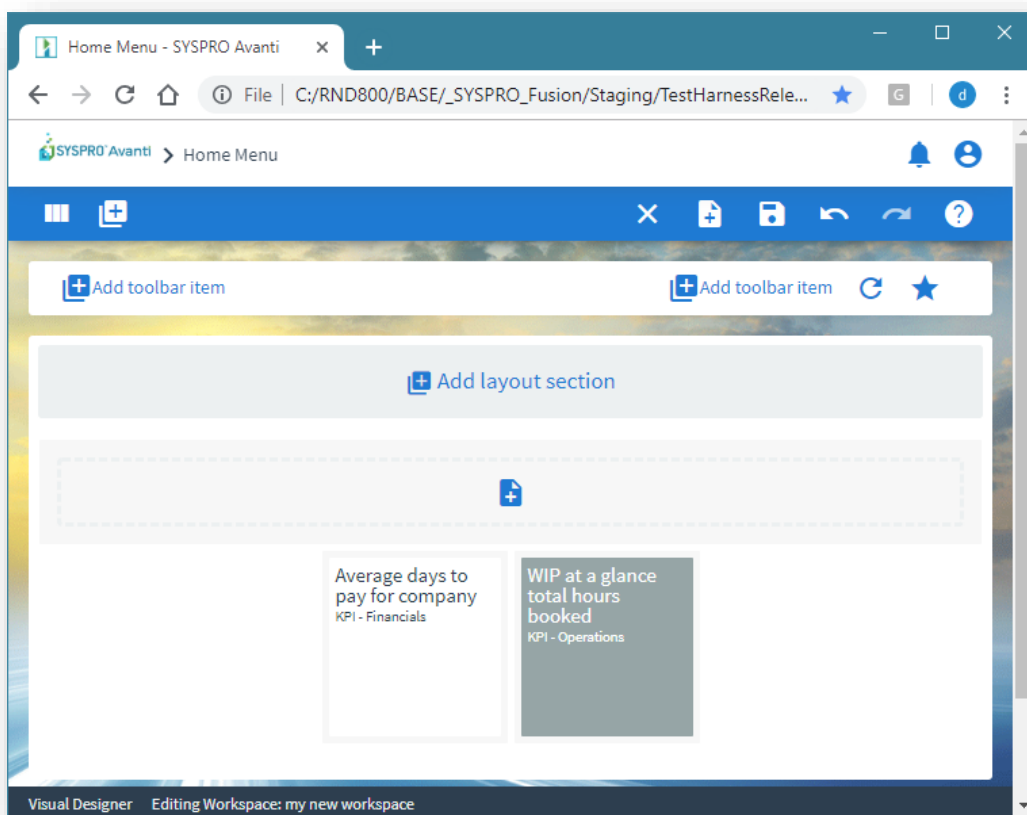 Home Menu - SYSPRO Avanti
File | C:/RND800/BASE/_SYSPRO_Fusion/Staging/TestHarnessRele...
G
d
SYSPRO Avanti > Home Menu
Add toolbar item
Add toolbar item
Add layout section
Average days to
pay for company
KPI - Financials
WIP at a glance
total hours
booked
KPI - Operations
Visual Designer Editing Workspace: my new workspace